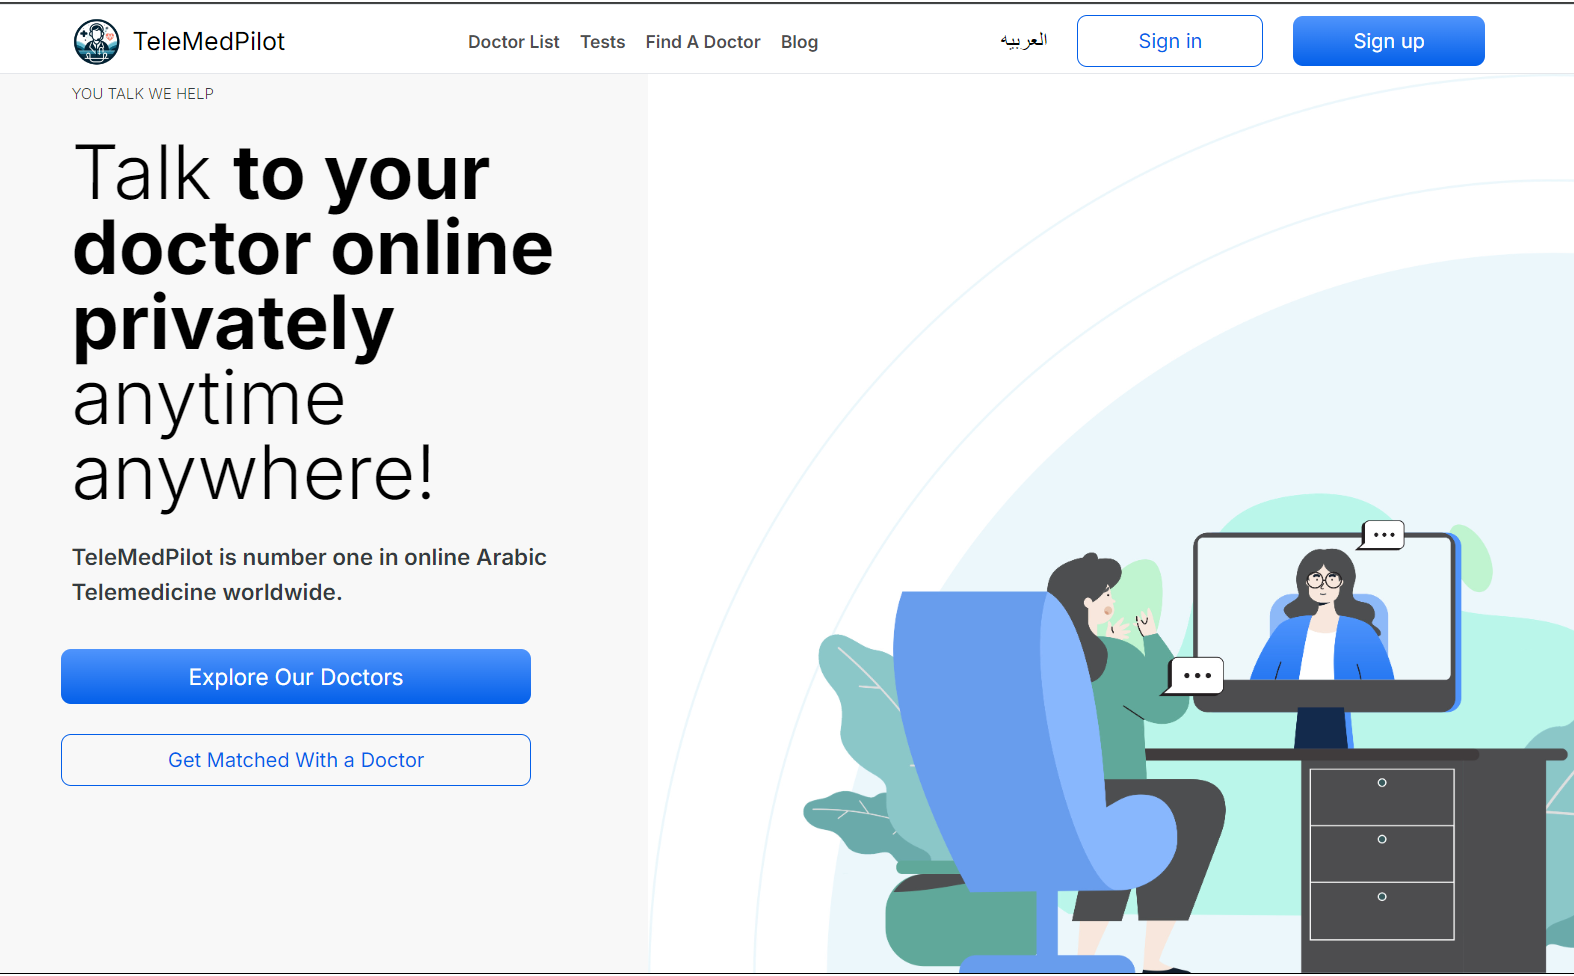 TeleMedPilot
Doctor List Tests Find A Doctor Blog
العربيه
Sign in
Sign up
YOU TALK WE HELP
Talk to your
doctor online
privately
anytime
anywhere!
TeleMedPilot is number one in online Arabic
Telemedicine worldwide.
Explore Our Doctors
Get Matched With a Doctor